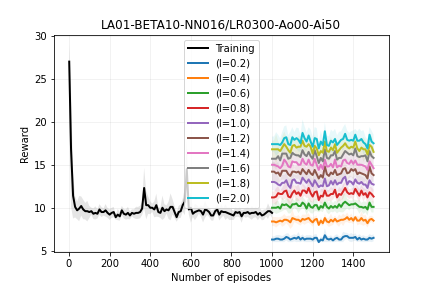 LA01-BETA10-NN016/LR0300-Ao00-Ai50
30
25
20
15
10
5
Reward
Training
(l=0.2)
(l=0.4)
(l=0.6)
(l=0.8)
(l=1.0)
(l=1.2)
(l=1.4)
(l=1.6)
(l=1.8)
(l=2.0)
0 200 400 600 800 1000 1200 1400
Number of episodes